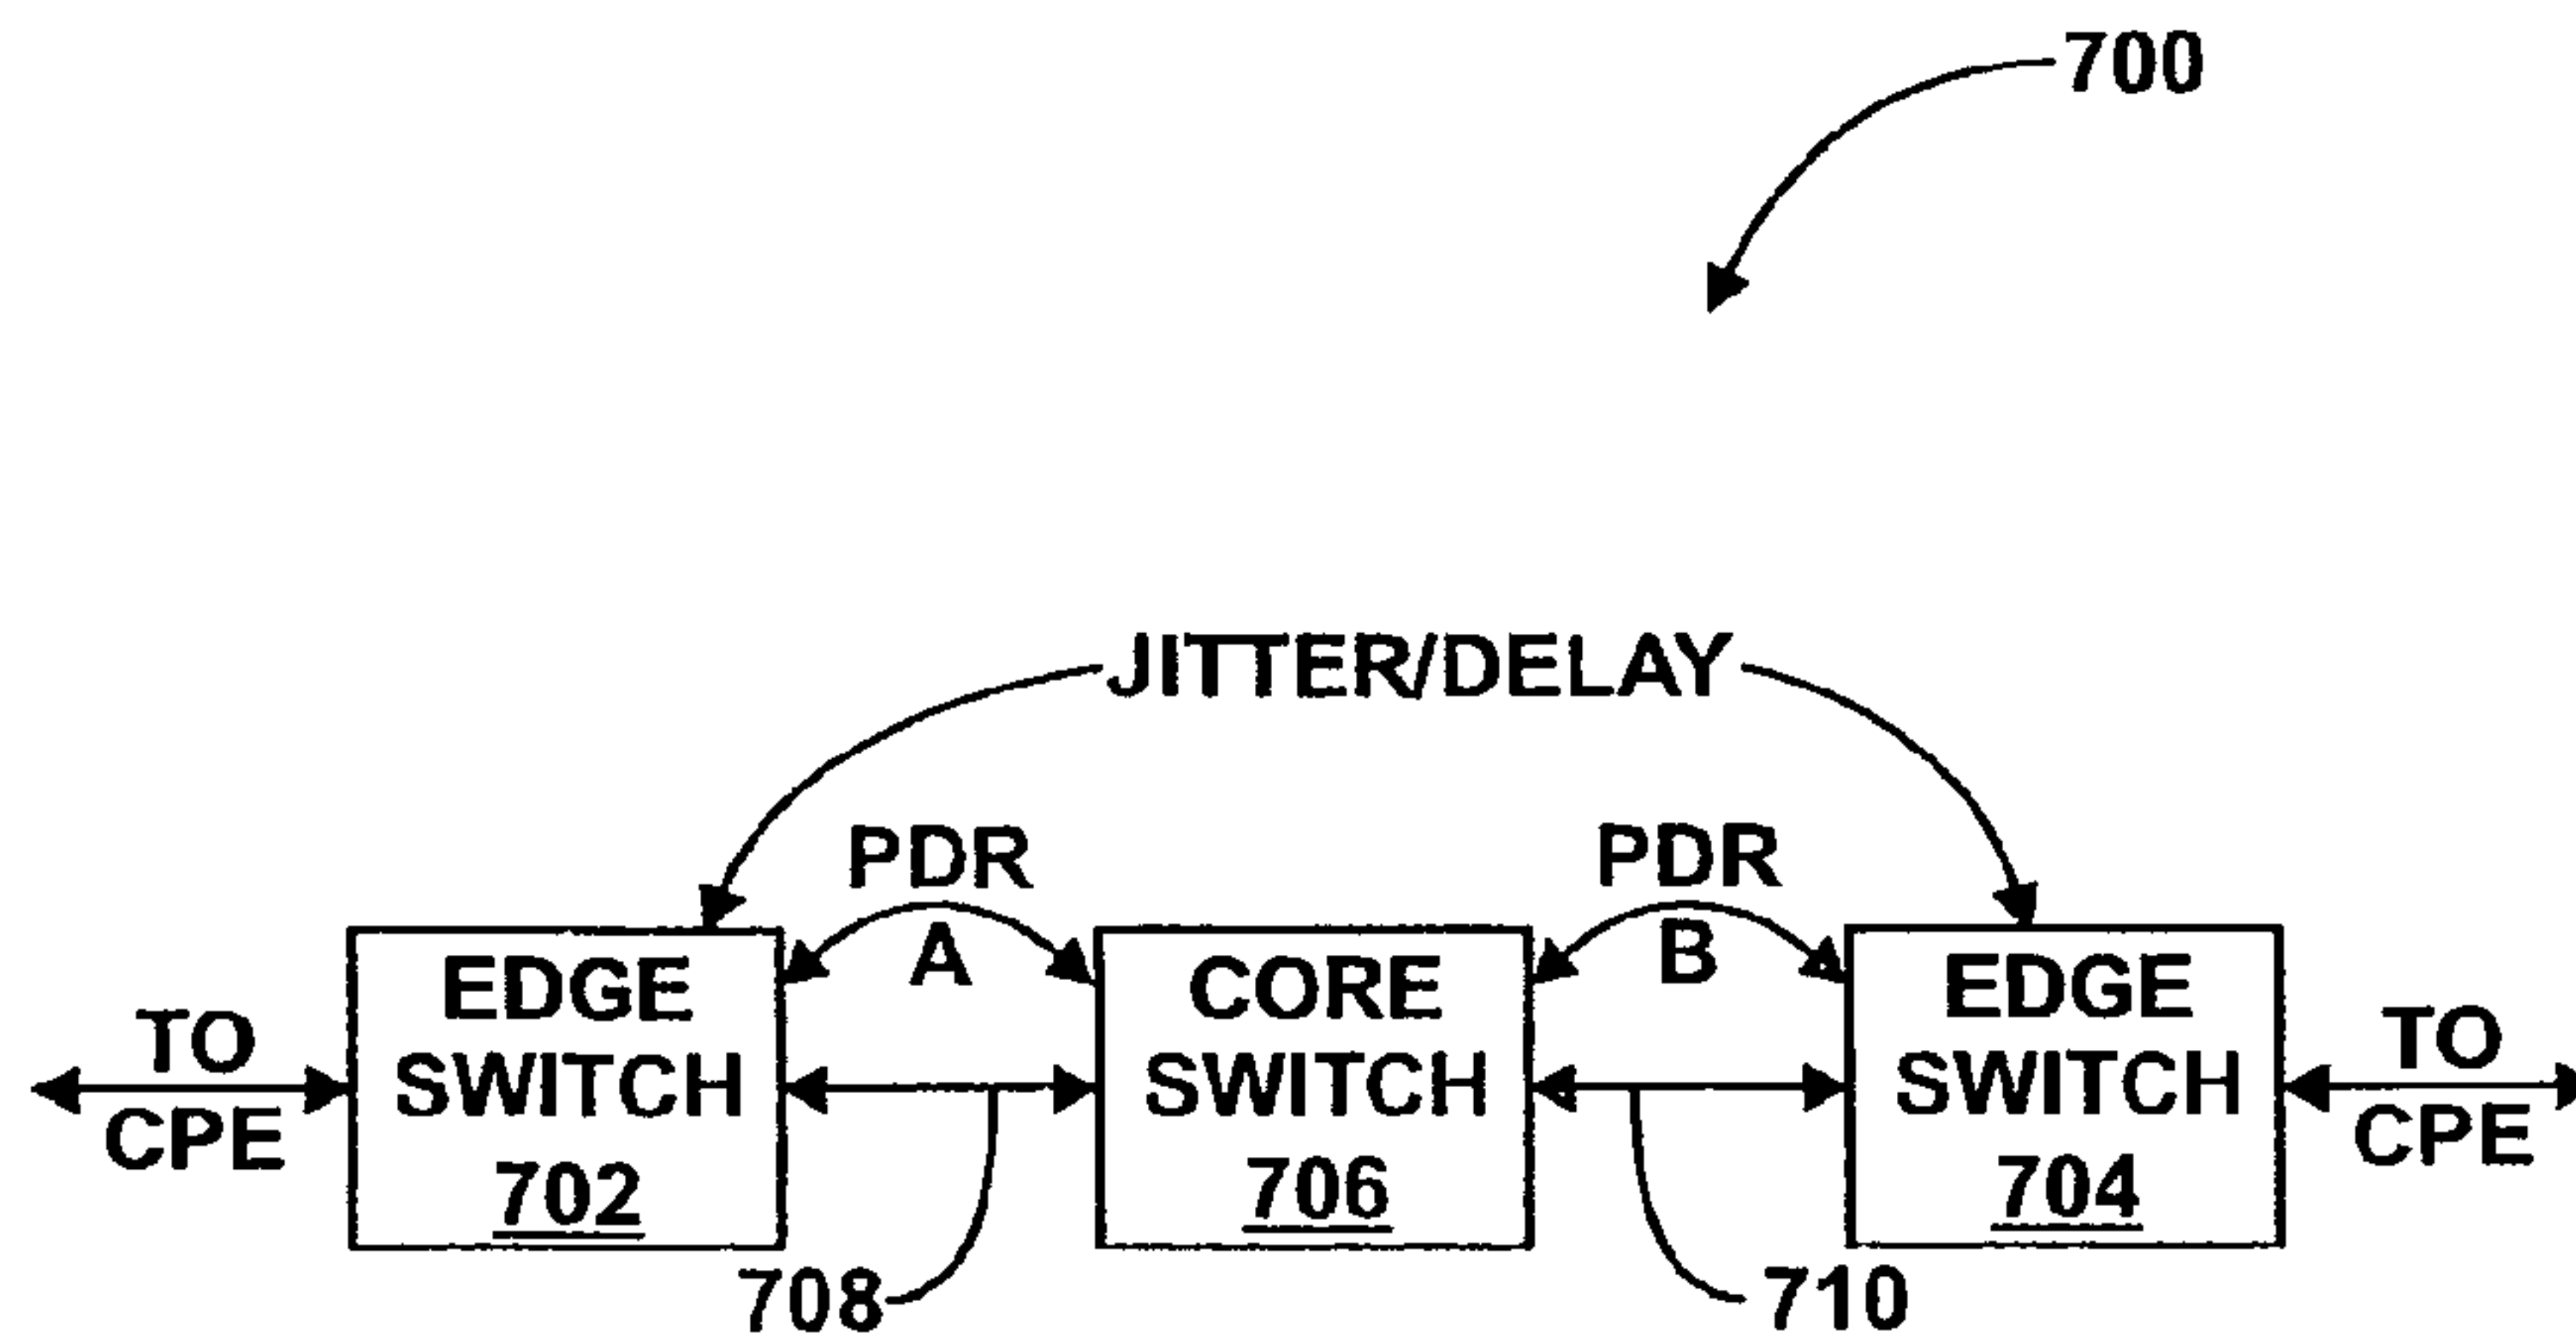 700
JITTER/DELAY
PDR
A
PDR
B
TO
CPE
EDGE
SWITCH
702
CORE
SWITCH
706
EDGE
SWITCH
704
TO
CPE
708
710